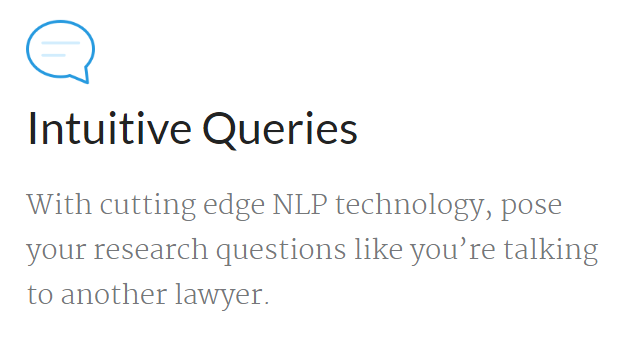 Intuitive Queries
With cutting edge NLP technology, pose
your research questions like you’re talking
to another lawyer.